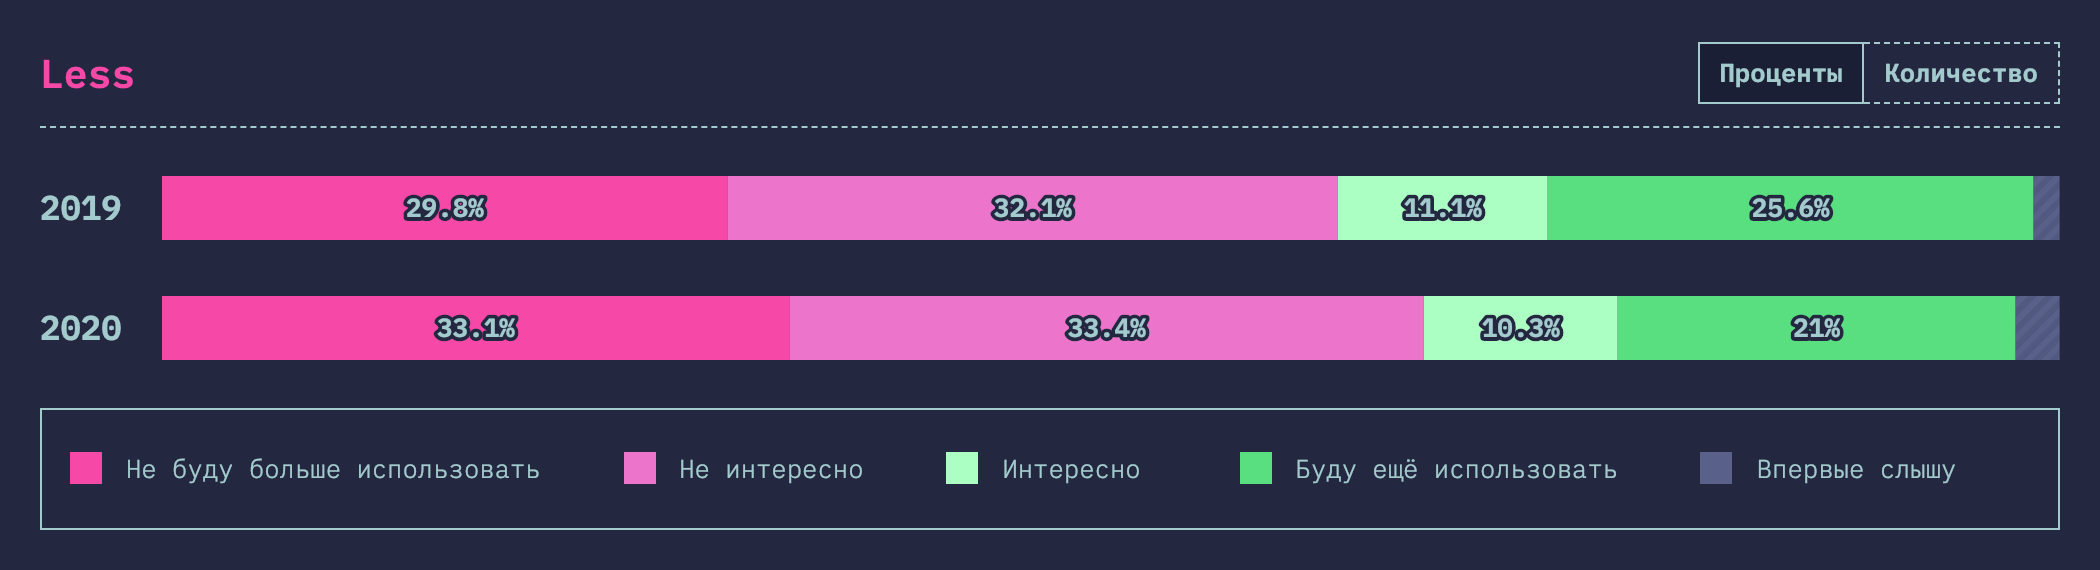 Less
Проценты Количество
2019 29.8% 32.1% 11.1% 25.6%
2020 33.1% 33.4% 10.3% 21%
Не буду больше использовать Не интересно Интересно Буду ещё использовать Впервые слышу